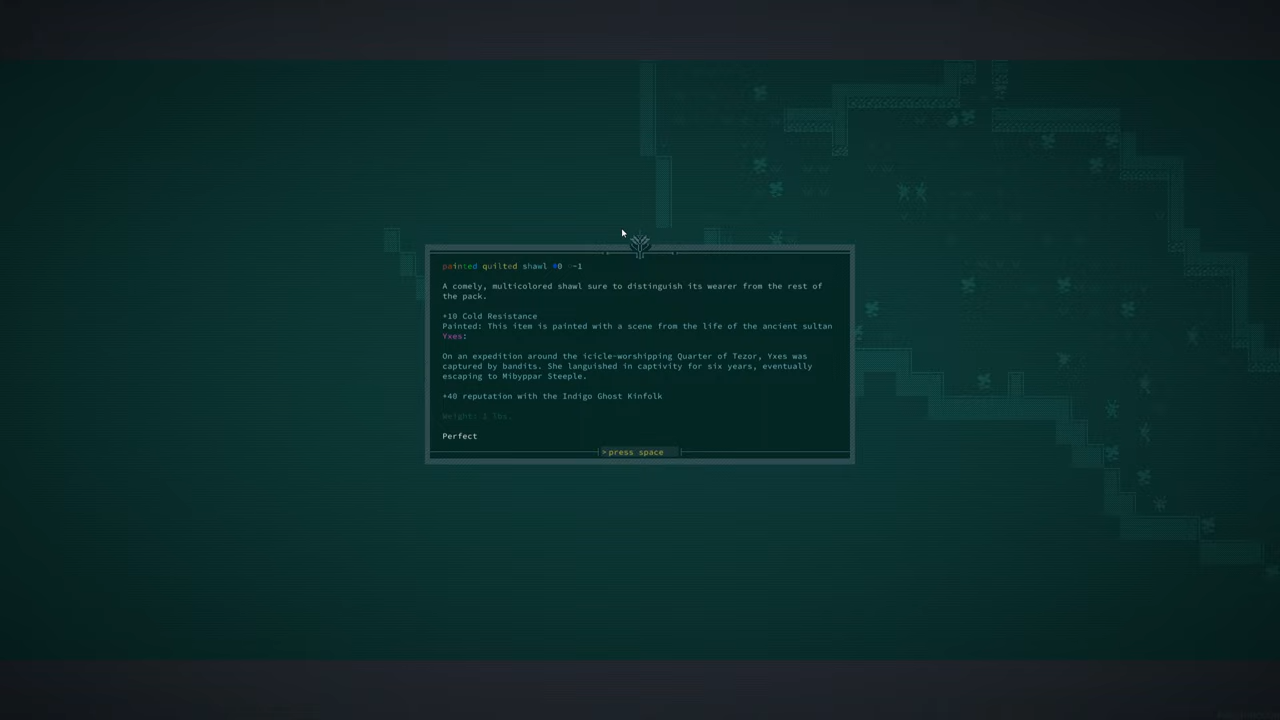 painted quilted shawl ♦0 ○-1
A comely, multicolored shawl sure to distinguish its wearer from the rest of
the pack.
+10 Cold Resistance
Painted: This item is painted with a scene from the life of the ancient sultan
Yxes:
On an expedition around the icicle-worshipping Quarter of Tezor, Yxes was
captured by bandits. She languished in captivity for six years, eventually
escaping to Mibyppar Steeple.
+40 reputation with the Indigo Ghost Kinfolk
Weight: 1 lbs.
Perfect
>press space